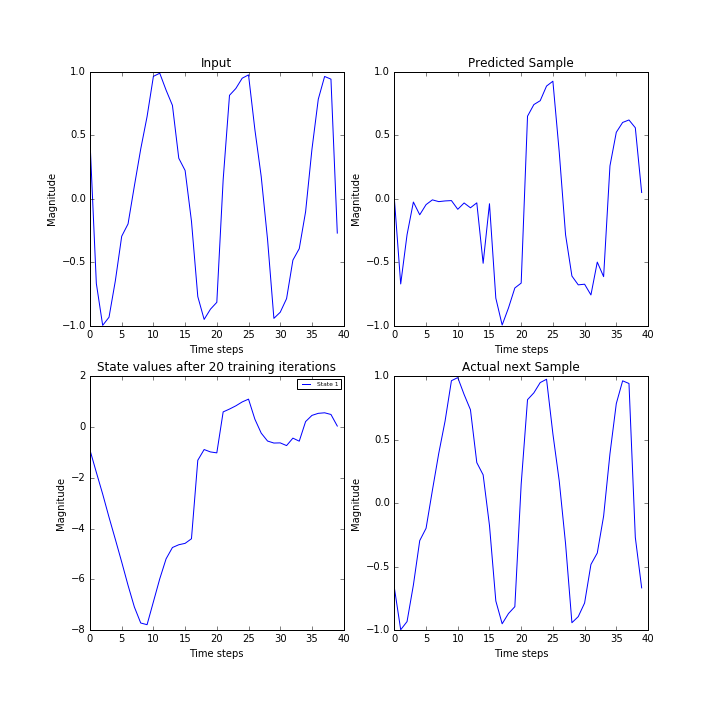 Input
1.0
0.5
0.0
−0.5
−1.0
Magnitude
0 5 10 15 20 25 30 35 40
Time steps
Predicted Sample
1.0
0.5
0.0
−0.5
−1.0
Magnitude
0 5 10 15 20 25 30 35 40
Time steps
State values after 20 training iterations
State 1
2
0
−2
−4
−6
−8
Magnitude
0 5 10 15 20 25 30 35 40
Time steps
Actual next Sample
1.0
0.5
0.0
−0.5
−1.0
Magnitude
0 5 10 15 20 25 30 35 40
Time steps